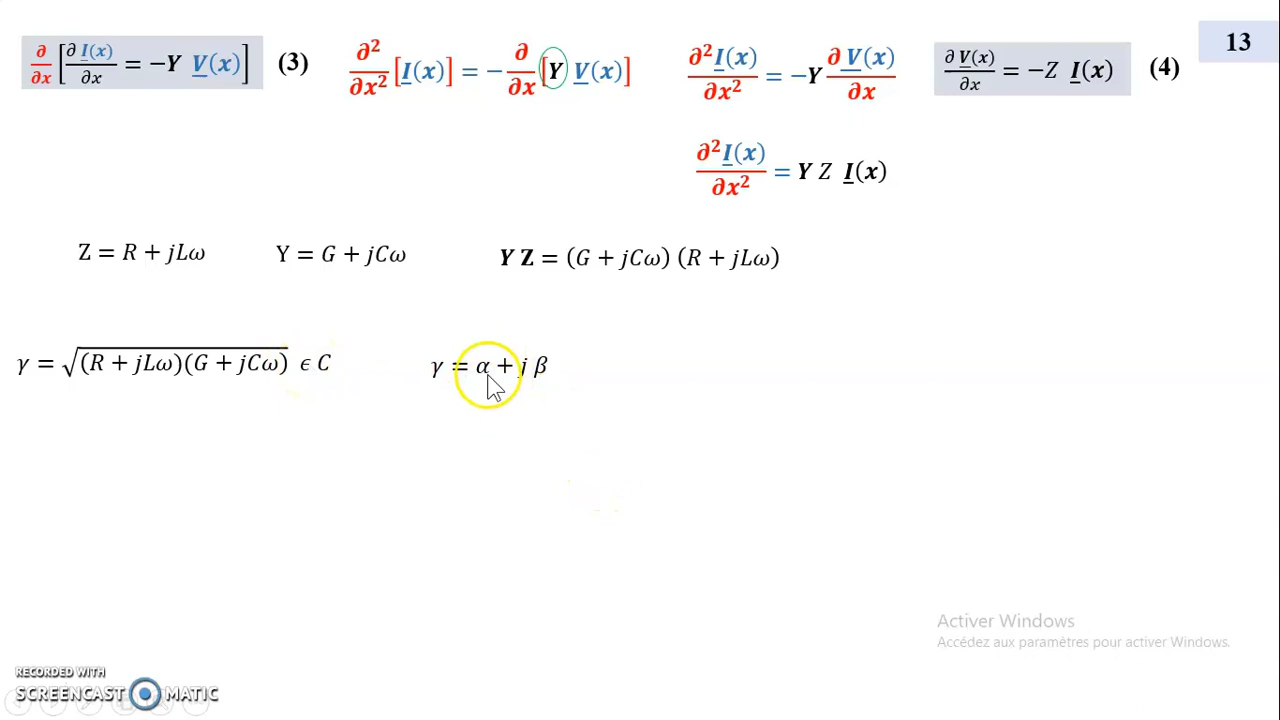 ∂/∂x [∂ I(x)/∂x = −Y V(x)] (3)
∂²/∂x² [I(x)] = − ∂/∂x [Y V(x)]
∂²I(x)/∂x² = −Y ∂ V(x)/∂x
∂ V(x)/∂x = −Z I(x) (4)
13
∂²I(x)/∂x² = Y Z I(x)
Z = R + jLω
Y = G + jCω
Y Z = (G + jCω) (R + jLω)
γ = √(R + jLω)(G + jCω) ϵ C
γ = α + j β
Activer Windows
Accédez aux paramètres pour activer Windows.
RECORDED WITH
SCREENCAST MATIC